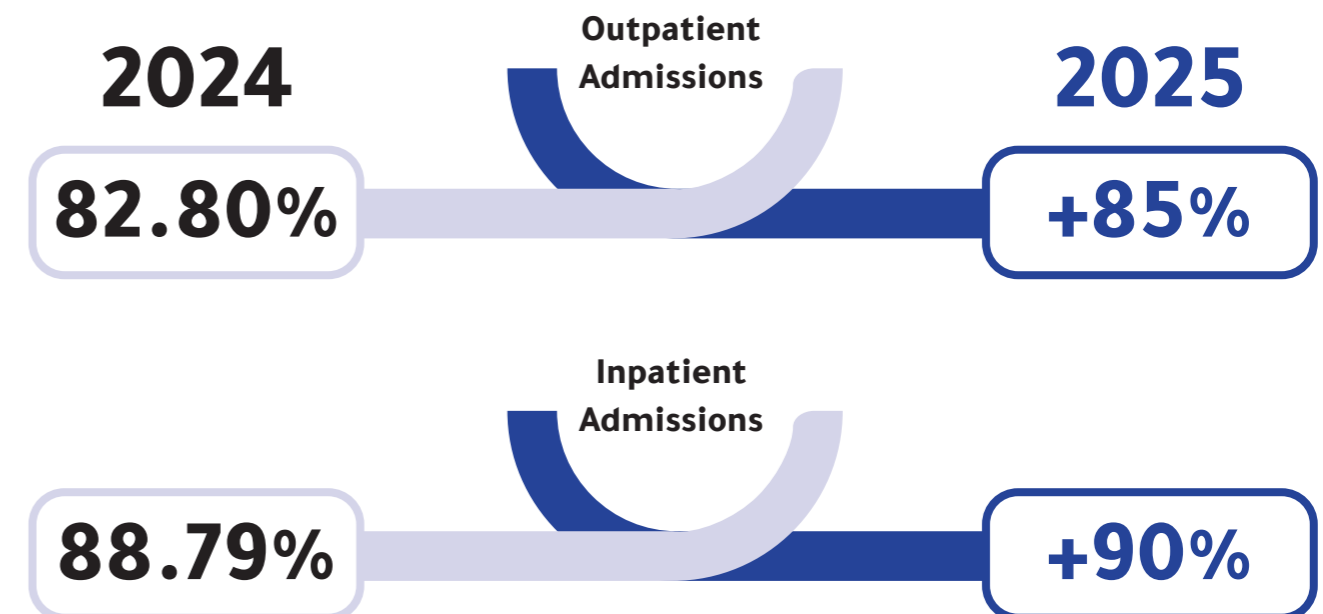 Outpatient
Admissions
2024
2025
82.80%
+85%
Inpatient
Admissions
88.79%
+90%